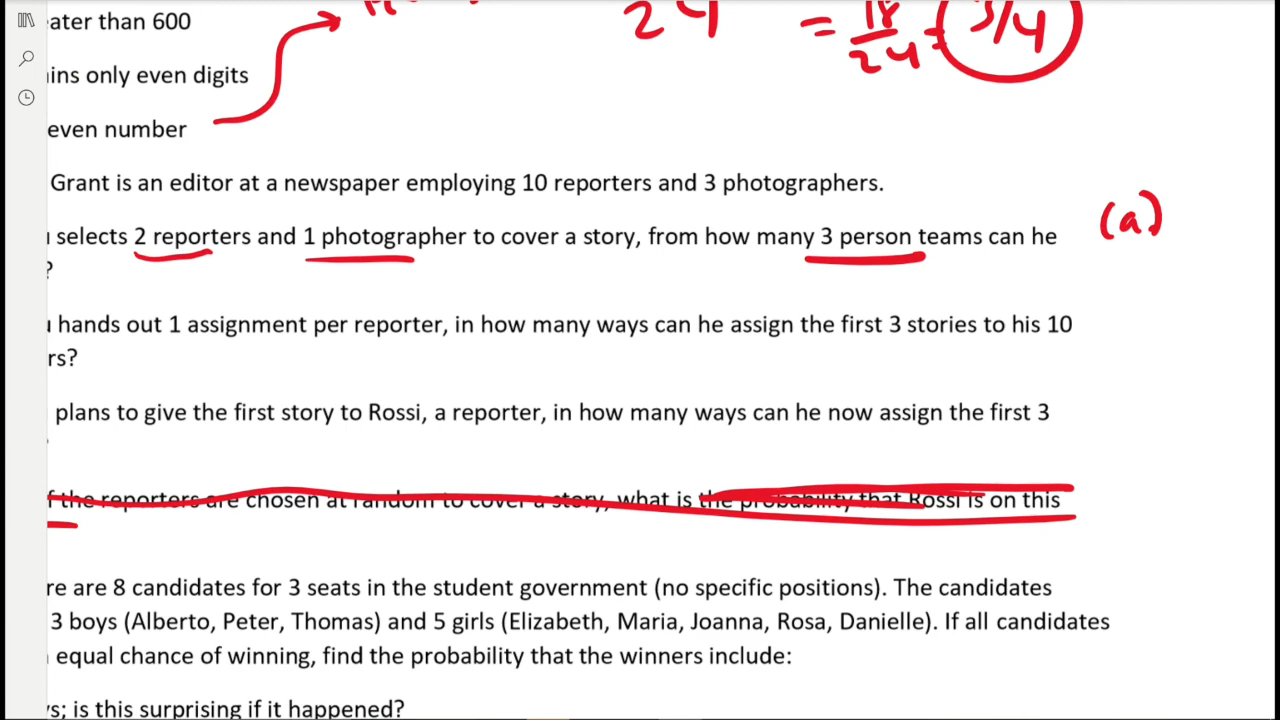 ater than 600
24
= 18/24 = 3/4
ins only even digits
even number
Grant is an editor at a newspaper employing 10 reporters and 3 photographers.
selects 2 reporters and 1 photographer to cover a story, from how many 3 person teams can he
(a)
?
hands out 1 assignment per reporter, in how many ways can he assign the first 3 stories to his 10
rs?
plans to give the first story to Rossi, a reporter, in how many ways can he now assign the first 3
f the reporters are chosen at random to cover a story, what is the probability that Rossi is on this
re are 8 candidates for 3 seats in the student government (no specific positions). The candidates
3 boys (Alberto, Peter, Thomas) and 5 girls (Elizabeth, Maria, Joanna, Rosa, Danielle). If all candidates
equal chance of winning, find the probability that the winners include:
ys; is this surprising if it happened?